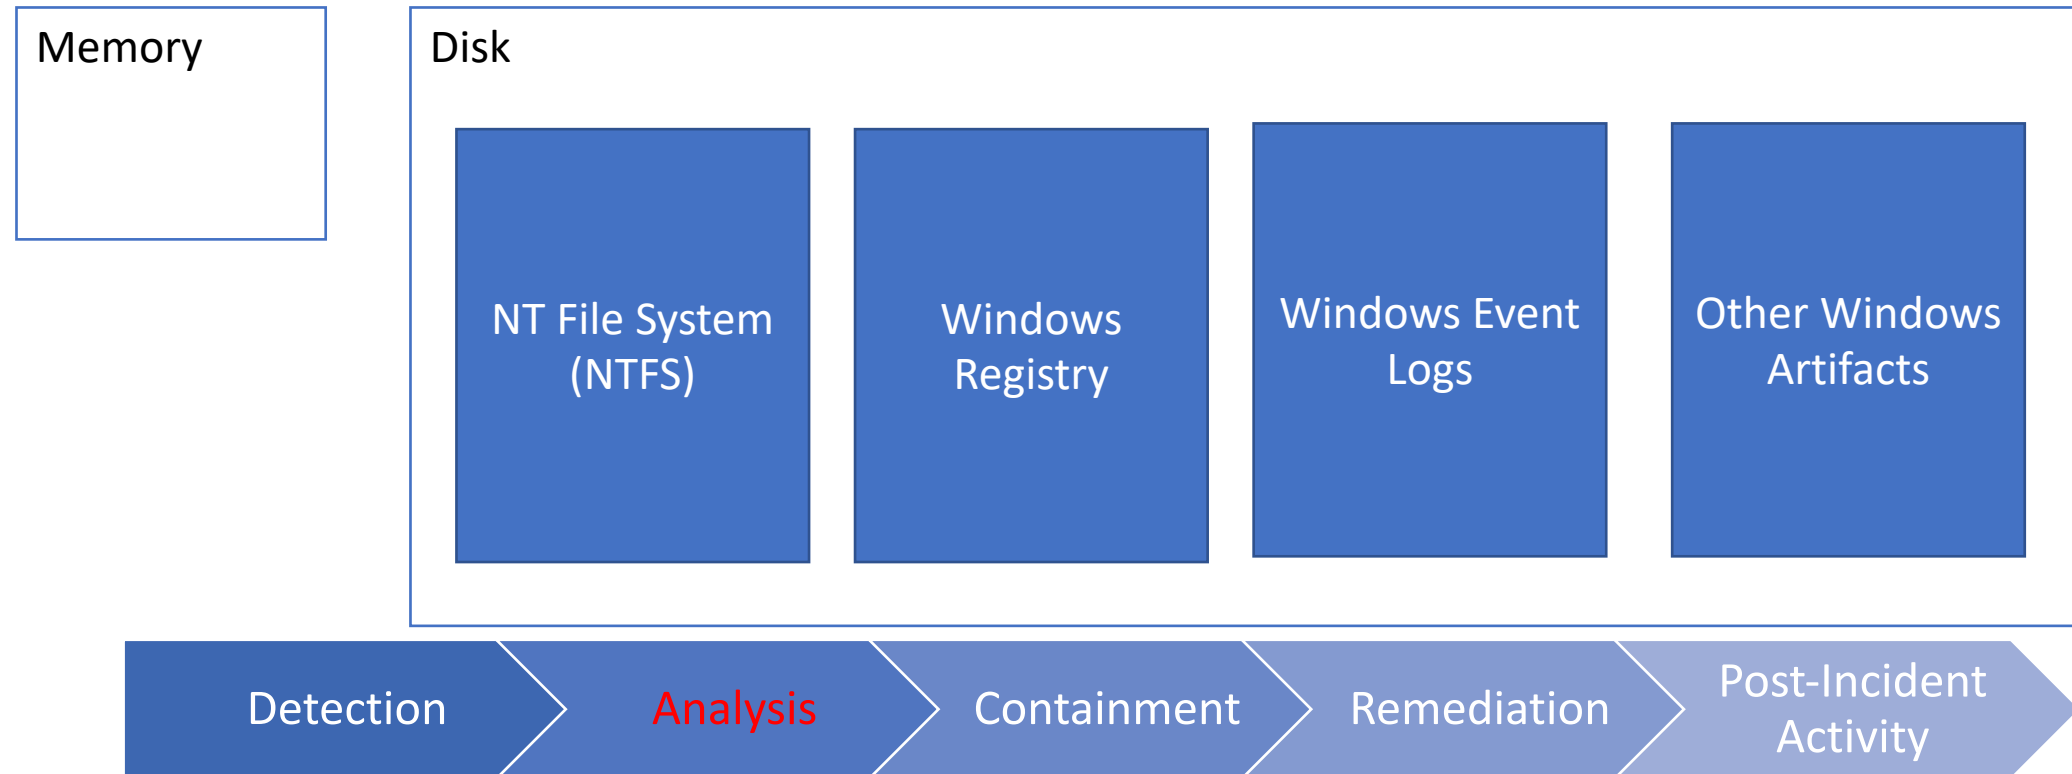 Memory
Disk
NT File System
(NTFS)
Windows
Registry
Windows Event
Logs
Other Windows
Artifacts
Detection
Analysis
Containment
Remediation
Post-Incident
Activity